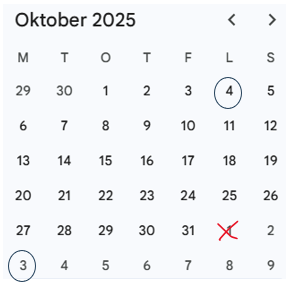 Oktober 2025
M T O T F L S
29 30 1 2 3 4 5
6 7 8 9 10 11 12
13 14 15 16 17 18 19
20 21 22 23 24 25 26
27 28 29 30 31 1 2
3 4 5 6 7 8 9